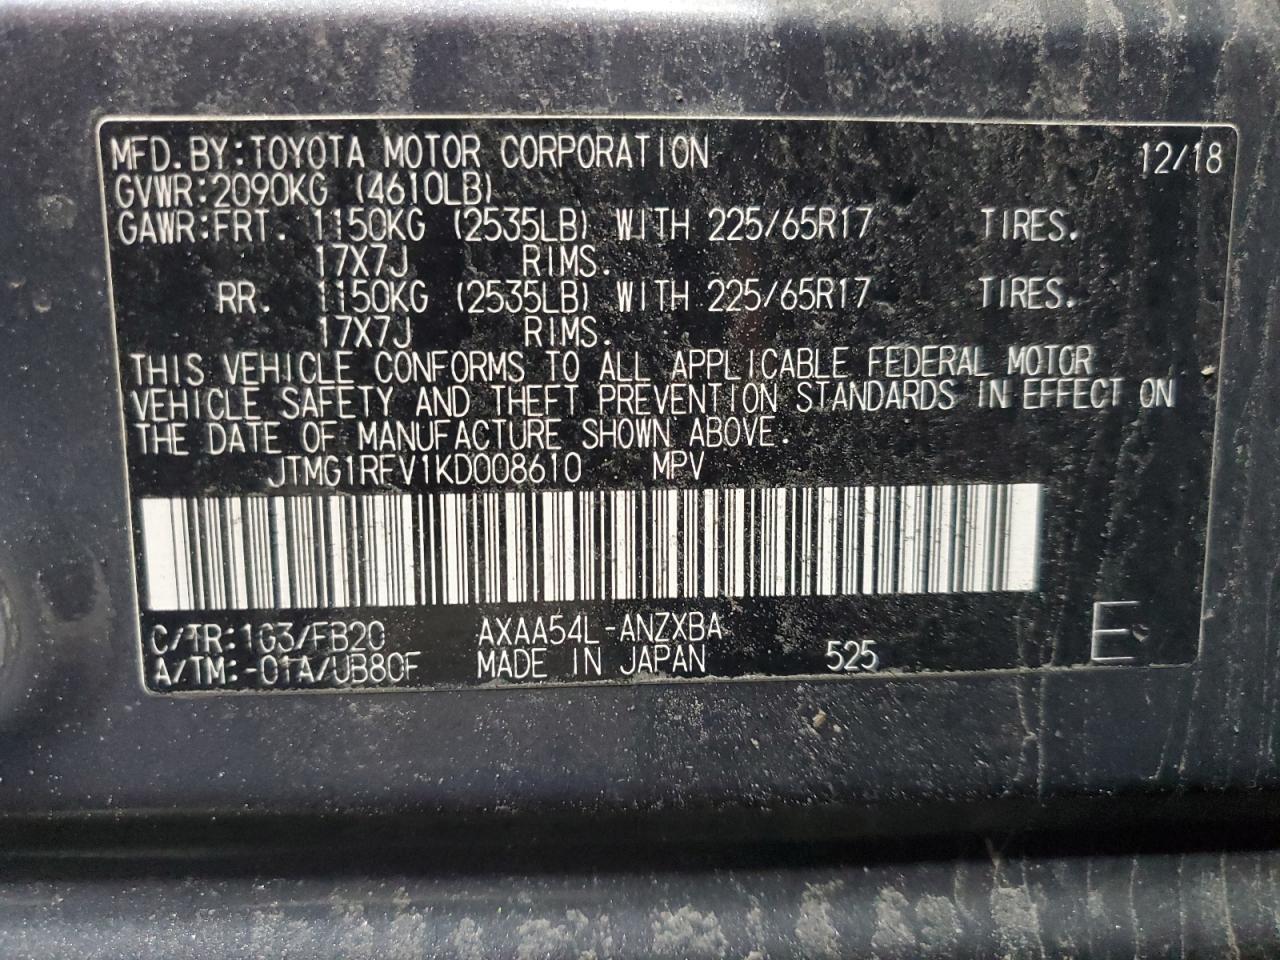 MFD.BY:TOYOTA MOTOR CORPORATION 12/18
GVWR:2090KG (4610LB)
GAWR:FRT. 1150KG (2535LB) WITH 225/65R17 TIRES.
17X7J RIMS.
RR. 1150KG (2535LB) WITH 225/65R17 TIRES.
17X7J RIMS.
THIS VEHICLE CONFORMS TO ALL APPLICABLE FEDERAL MOTOR
VEHICLE SAFETY AND THEFT PREVENTION STANDARDS IN EFFECT ON
THE DATE OF MANUFACTURE SHOWN ABOVE.
JTMG1RFV1KD008610 MPV
C/TR:1G3/FB20 AXAA54L-ANZXBA
A/TM:-01A/UB80F MADE IN JAPAN 525 E